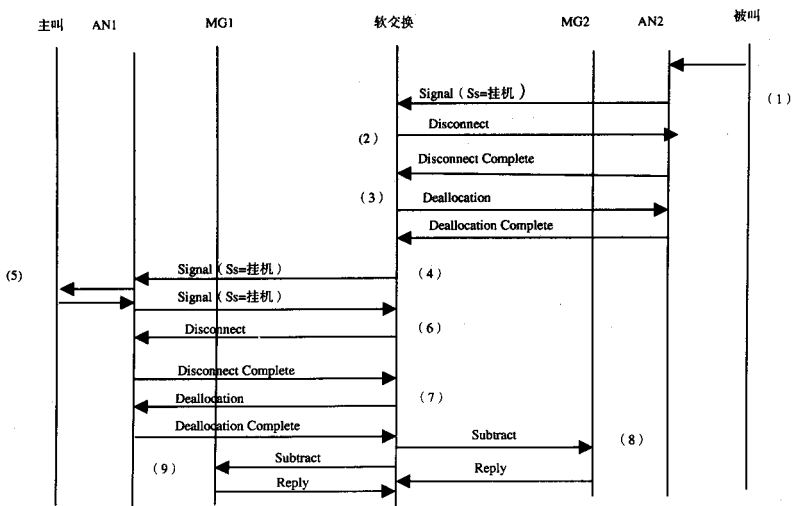 主叫 AN1 MG1 软交换 MG2 AN2 被叫
Signal（Ss=挂机）
（1）
(2) Disconnect
Disconnect Complete
（3） Deallocation
Deallocation Complete
(5) Signal（Ss=挂机） （4）
Signal（Ss=挂机）
Disconnect （6）
Disconnect Complete
Deallocation （7）
Deallocation Complete
Subtract （8）
（9） Subtract
Reply
Reply